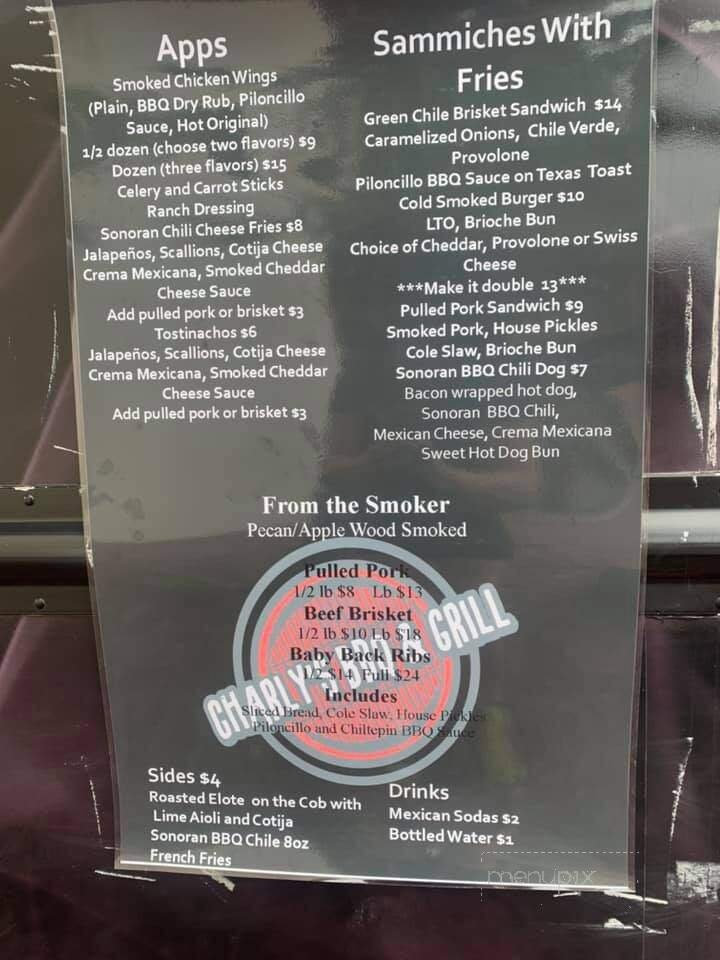 Apps
Smoked Chicken Wings
(Plain, BBQ Dry Rub, Piloncillo
Sauce, Hot Original)
1/2 dozen (choose two flavors) $9
Dozen (three flavors) $15
Celery and Carrot Sticks
Ranch Dressing
Sonoran Chili Cheese Fries $8
Jalapeños, Scallions, Cotija Cheese
Crema Mexicana, Smoked Cheddar
Cheese Sauce
Add pulled pork or brisket $3
Tostinachos $6
Jalapeños, Scallions, Cotija Cheese
Crema Mexicana, Smoked Cheddar
Cheese Sauce
Add pulled pork or brisket $3
Sammiches With
Fries
Green Chile Brisket Sandwich $14
Caramelized Onions, Chile Verde,
Provolone
Piloncillo BBQ Sauce on Texas Toast
Cold Smoked Burger $10
LTO, Brioche Bun
Choice of Cheddar, Provolone or Swiss
Cheese
***Make it double 13***
Pulled Pork Sandwich $9
Smoked Pork, House Pickles
Cole Slaw, Brioche Bun
Sonoran BBQ Chili Dog $7
Bacon wrapped hot dog,
Sonoran BBQ Chili,
Mexican Cheese, Crema Mexicana
Sweet Hot Dog Bun
From the Smoker
Pecan/Apple Wood Smoked
Pulled Pork
1/2 lb $8 Lb $13
Beef Brisket
1/2 lb $10 Lb $18
Baby Back Ribs
1/2 $14, Full $24
Includes
Sliced Bread, Cole Slaw, House Pickles
Piloncillo and Chiltepin BBQ Sauce
CHARLY'S BBQ & GRILL
Sides $4
Roasted Elote on the Cob with
Lime Aioli and Cotija
Sonoran BBQ Chile 8oz
French Fries
Drinks
Mexican Sodas $2
Bottled Water $1
menupix